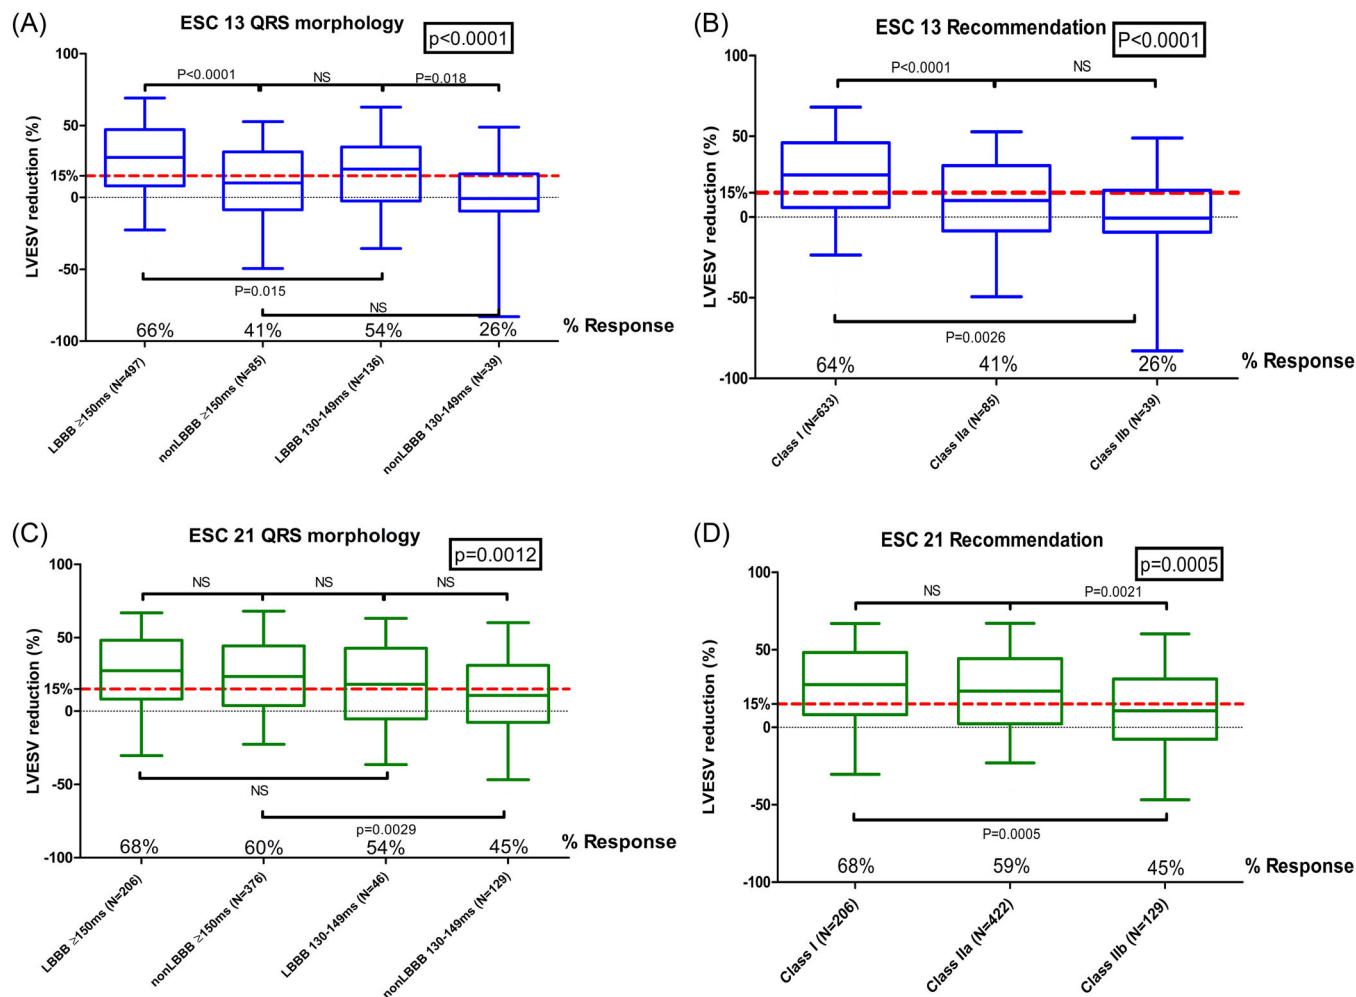 (A)
ESC 13 QRS morphology
p<0.0001
LVESV reduction (%)
100
50
15%
0
-50
-100
P<0.0001
NS
P=0.018
P=0.015
NS
66%
41%
54%
26%
% Response
LBBB ≥150ms (N=497)
nonLBBB ≥150ms (N=85)
LBBB 130-149ms (N=136)
nonLBBB 130-149ms (N=39)
(B)
ESC 13 Recommendation
P<0.0001
LVESV reduction (%)
100
50
15%
0
-50
-100
P<0.0001
NS
P=0.0026
64%
41%
26%
% Response
Class I (N=633)
Class IIa (N=85)
Class IIb (N=39)
(C)
ESC 21 QRS morphology
p=0.0012
LVESV reduction (%)
100
50
15%
0
-50
-100
NS
NS
NS
NS
p=0.0029
68%
60%
54%
45%
% Response
LBBB ≥150ms (N=206)
nonLBBB ≥150ms (N=376)
LBBB 130-149ms (N=46)
nonLBBB 130-149ms (N=129)
(D)
ESC 21 Recommendation
p=0.0005
LVESV reduction (%)
100
50
15%
0
-50
-100
NS
P=0.0021
P=0.0005
68%
59%
45%
% Response
Class I (N=206)
Class IIa (N=422)
Class IIb (N=129)